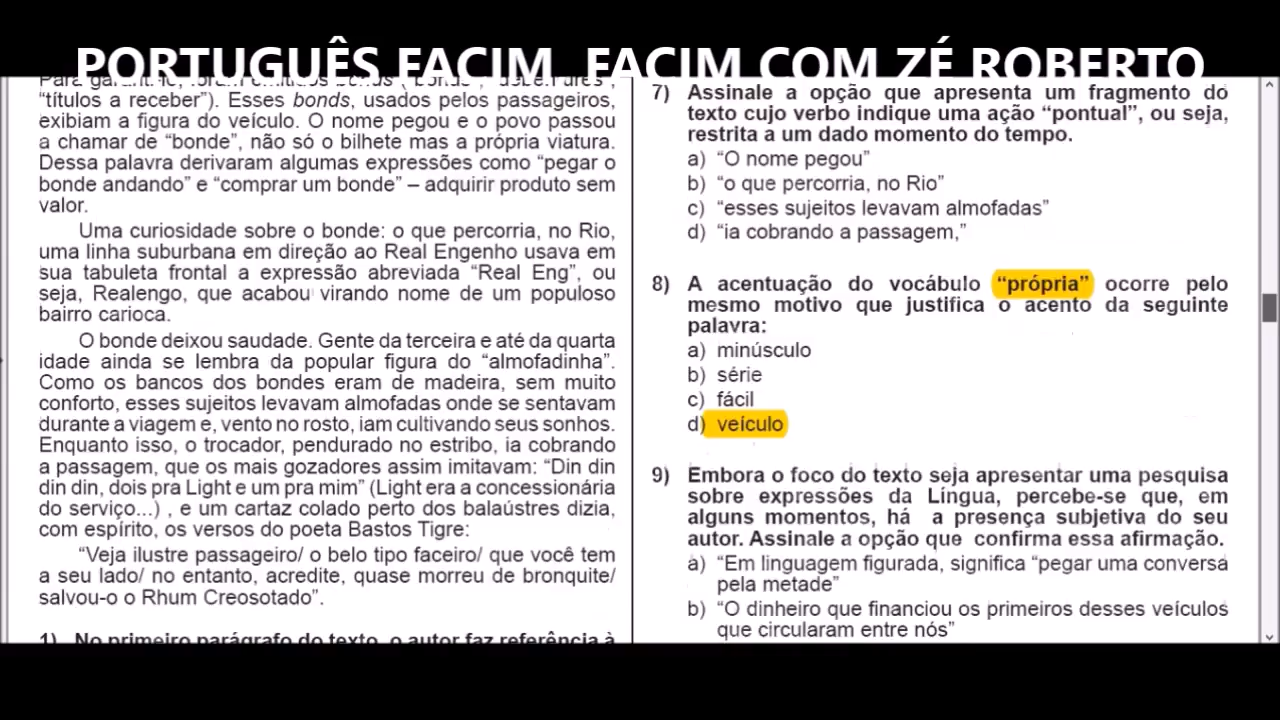 PORTUGUÊS FACIM, FACIM COM ZÉ ROBERTO
“títulos a receber”). Esses bonds, usados pelos passageiros,
exibiam a figura do veículo. O nome pegou e o povo passou
a chamar de “bonde”, não só o bilhete mas a própria viatura.
Dessa palavra derivaram algumas expressões como “pegar o
bonde andando” e “comprar um bonde” – adquirir produto sem
valor.
Uma curiosidade sobre o bonde: o que percorria, no Rio,
uma linha suburbana em direção ao Real Engenho usava em
sua tabuleta frontal a expressão abreviada “Real Eng”, ou
seja, Realengo, que acabou virando nome de um populoso
bairro carioca.
O bonde deixou saudade. Gente da terceira e até da quarta
idade ainda se lembra da popular figura do “almofadinha”.
Como os bancos dos bondes eram de madeira, sem muito
conforto, esses sujeitos levavam almofadas onde se sentavam
durante a viagem e, vento no rosto, iam cultivando seus sonhos.
Enquanto isso, o trocador, pendurado no estribo, ia cobrando
a passagem, que os mais gozadores assim imitavam: “Din din
din din, dois pra Light e um pra mim” (Light era a concessionária
do serviço...) , e um cartaz colado perto dos balaústres dizia,
com espírito, os versos do poeta Bastos Tigre:
“Veja ilustre passageiro/ o belo tipo faceiro/ que você tem
a seu lado/ no entanto, acredite, quase morreu de bronquite/
salvou-o o Rhum Creosotado”.
1) No primeiro parágrafo do texto, o autor faz referência à
7) Assinale a opção que apresenta um fragmento do
texto cujo verbo indique uma ação “pontual”, ou seja,
restrita a um dado momento do tempo.
a) “O nome pegou”
b) “o que percorria, no Rio”
c) “esses sujeitos levavam almofadas”
d) “ia cobrando a passagem,”
8) A acentuação do vocábulo “própria” ocorre pelo
mesmo motivo que justifica o acento da seguinte
palavra:
a) minúsculo
b) série
c) fácil
d) veículo
9) Embora o foco do texto seja apresentar uma pesquisa
sobre expressões da Língua, percebe-se que, em
alguns momentos, há a presença subjetiva do seu
autor. Assinale a opção que confirma essa afirmação.
a) “Em linguagem figurada, significa “pegar uma conversa
pela metade”
b) “O dinheiro que financiou os primeiros desses veículos
que circularam entre nós”